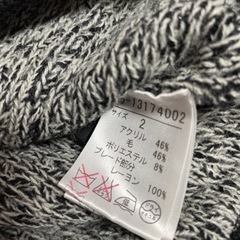 13174002
サイズ 2
アクリル 46%
毛 46%
ポリエステル 8%
ブレード部分
レーヨン 100%